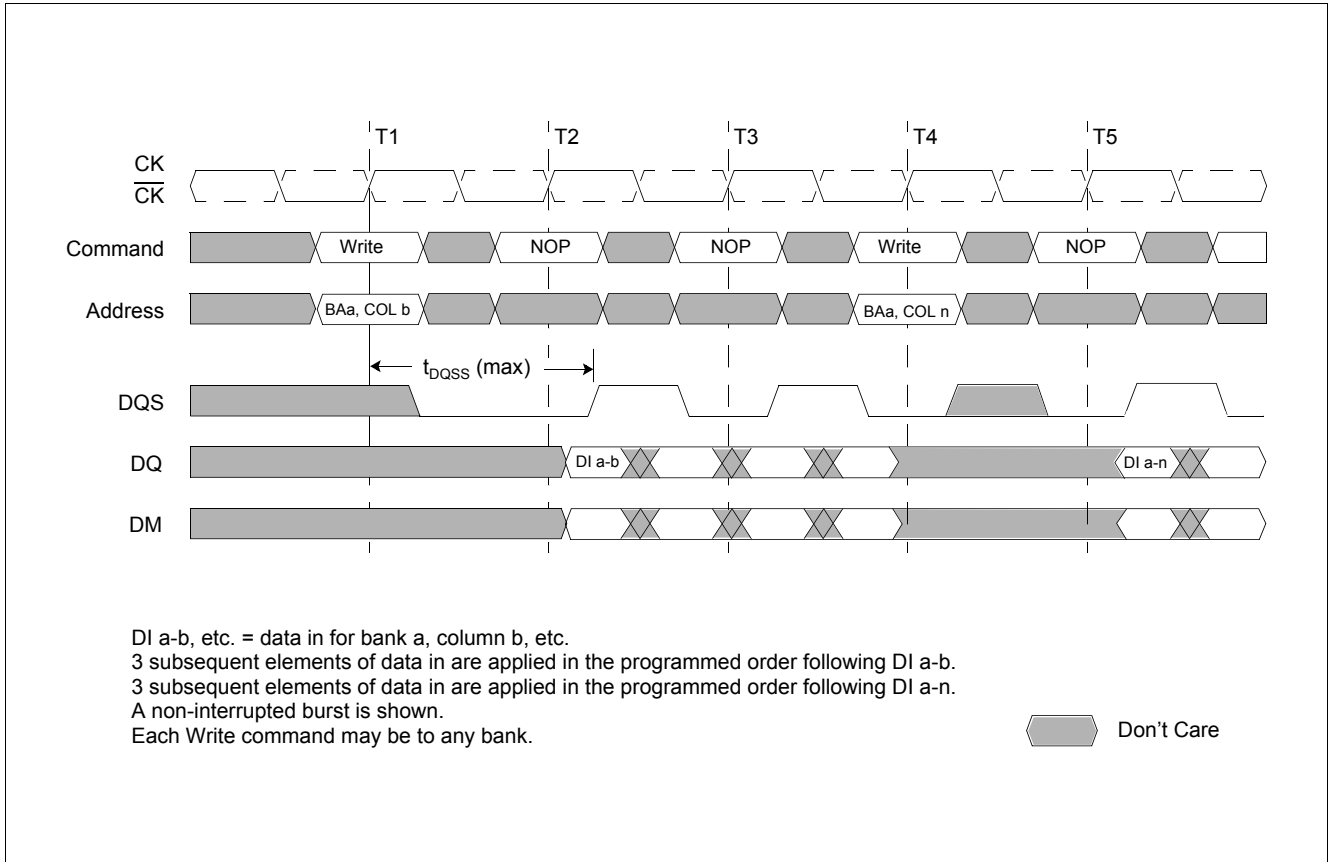 T1 T2 T3 T4 T5
CK
CK
Command Write NOP NOP Write NOP
Address BAa, COL b BAa, COL n
tDQSS (max)
DQS
DQ DI a-b DI a-n
DM
DI a-b, etc. = data in for bank a, column b, etc.
3 subsequent elements of data in are applied in the programmed order following DI a-b.
3 subsequent elements of data in are applied in the programmed order following DI a-n.
A non-interrupted burst is shown.
Each Write command may be to any bank.
Don't Care